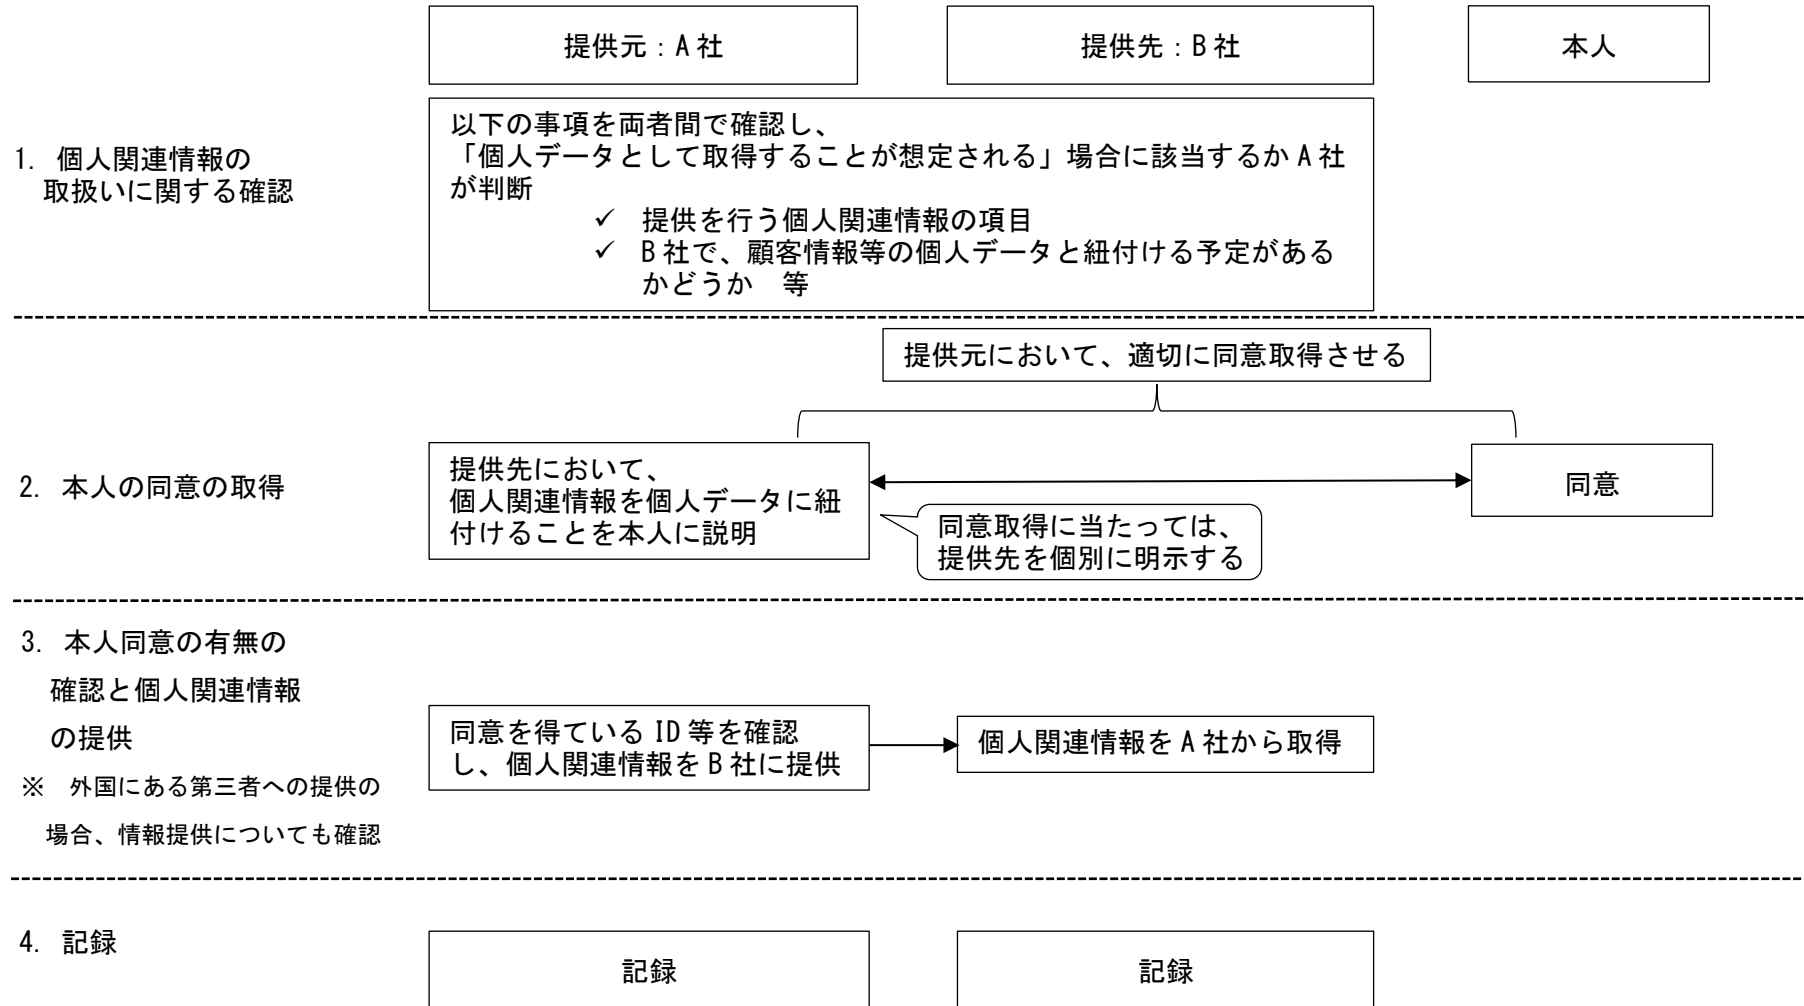 提供元：A社
提供先：B社
本人
1. 個人関連情報の
取扱いに関する確認
以下の事項を両者間で確認し、
「個人データとして取得することが想定される」場合に該当するかA社
が判断
✓ 提供を行う個人関連情報の項目
✓ B社で、顧客情報等の個人データと紐付ける予定がある
かどうか　等
提供元において、適切に同意取得させる
2. 本人の同意の取得
提供先において、
個人関連情報を個人データに紐
付けることを本人に説明
同意
同意取得に当たっては、
提供先を個別に明示する
3. 本人同意の有無の
確認と個人関連情報
の提供
※　外国にある第三者への提供の
場合、情報提供についても確認
同意を得ているID等を確認
し、個人関連情報をB社に提供
個人関連情報をA社から取得
4. 記録
記録
記録